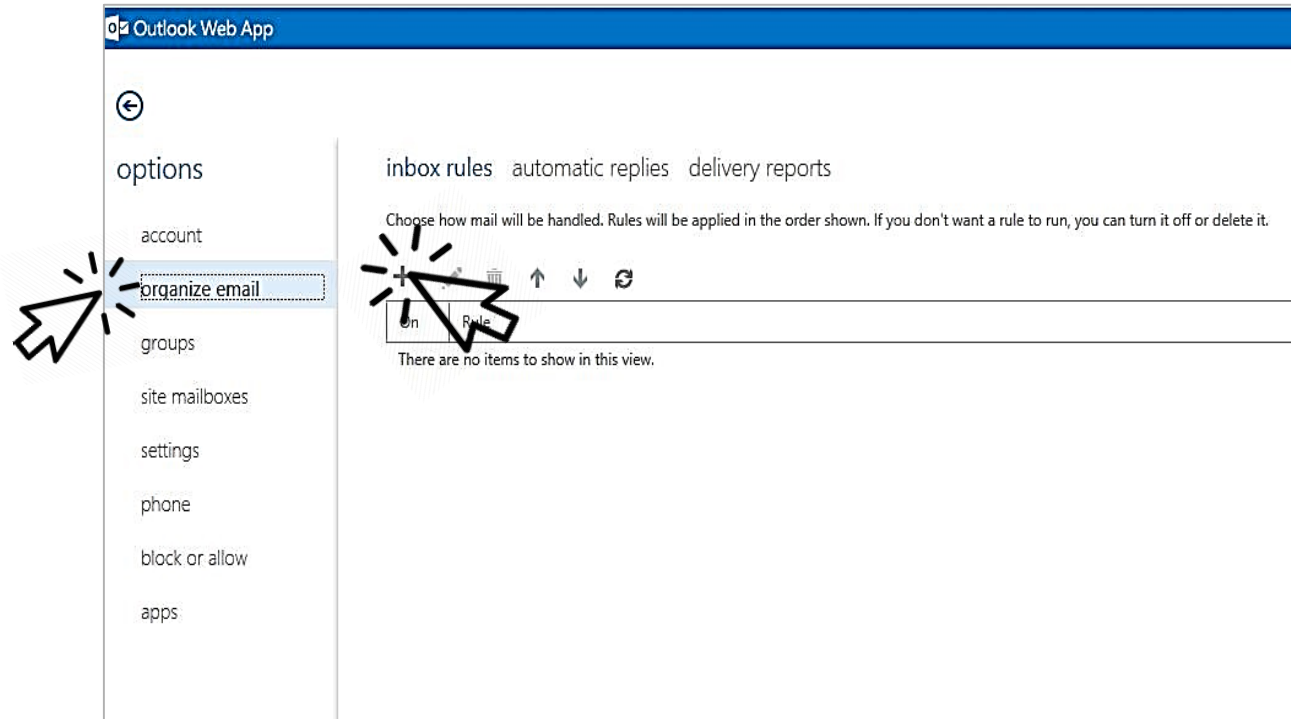 Outlook Web App
options
account
organize email
groups
site mailboxes
settings
phone
block or allow
apps
inbox rules automatic replies delivery reports
Choose how mail will be handled. Rules will be applied in the order shown. If you don't want a rule to run, you can turn it off or delete it.
On Rule
There are no items to show in this view.